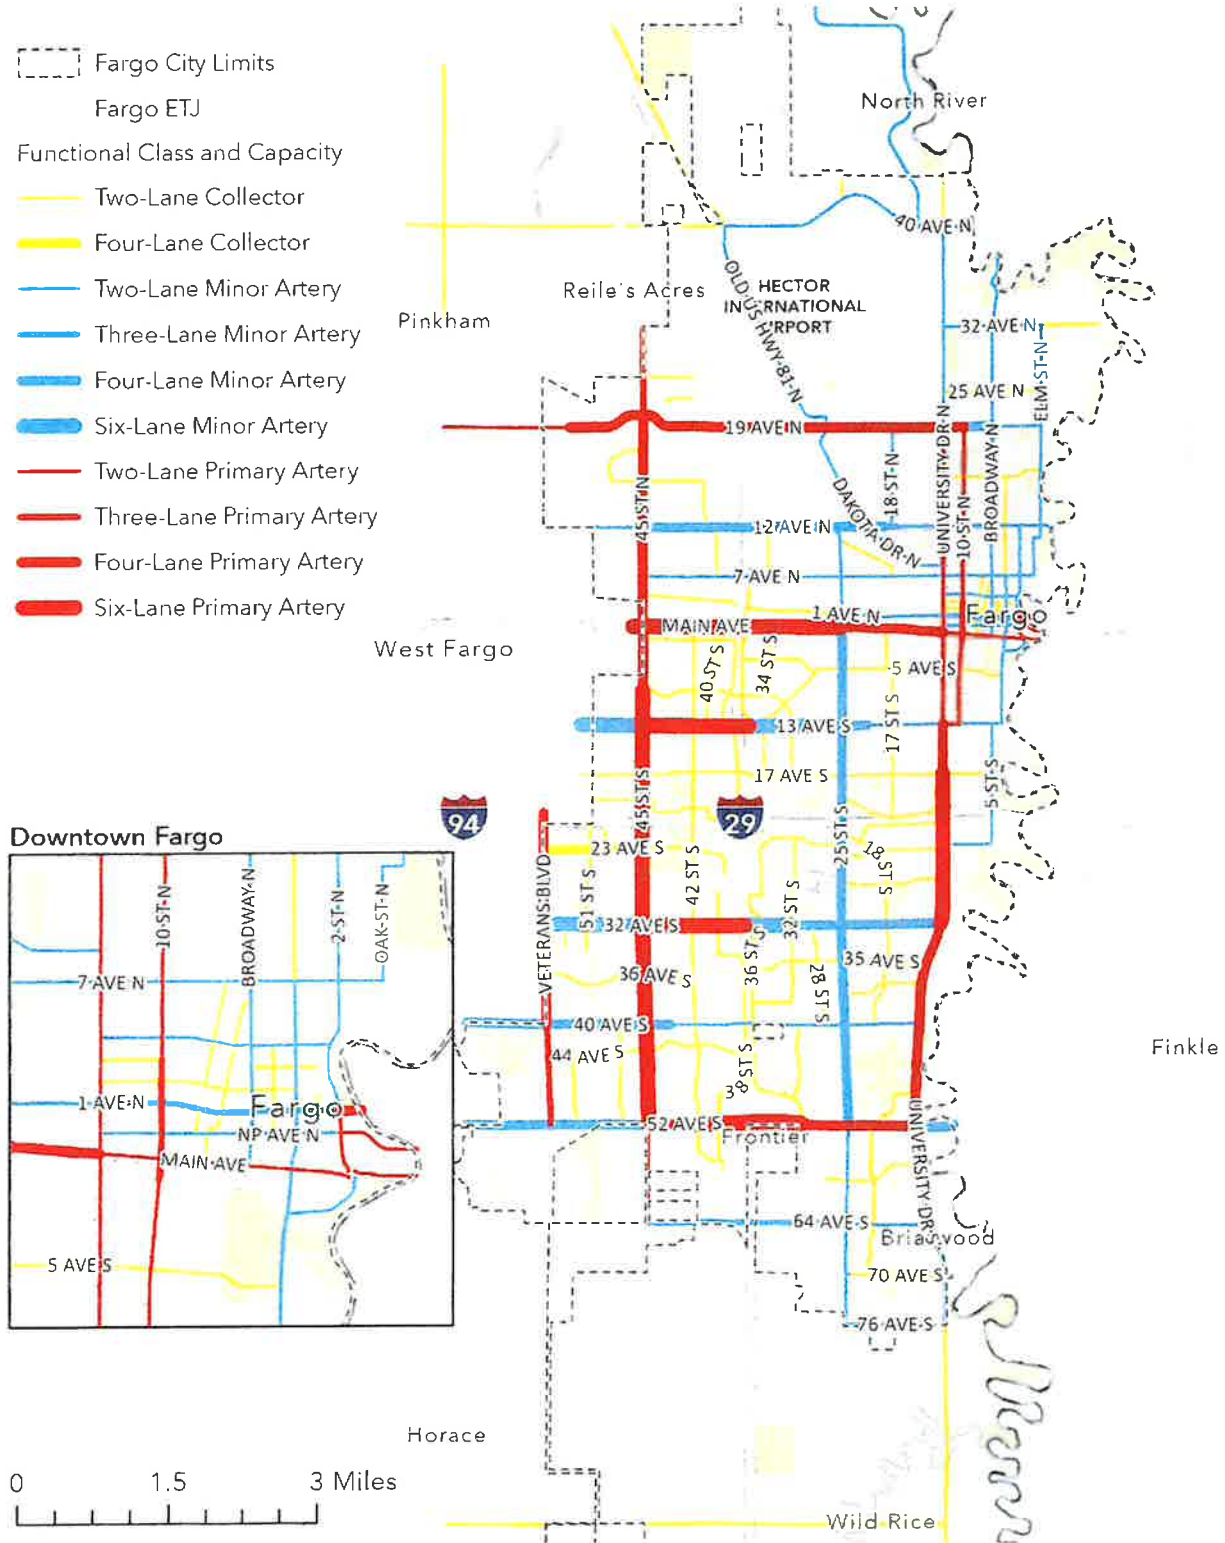 Fargo City Limits
Fargo ETJ
Functional Class and Capacity
Two-Lane Collector
Four-Lane Collector
Two-Lane Minor Artery
Three-Lane Minor Artery
Four-Lane Minor Artery
Six-Lane Minor Artery
Two-Lane Primary Artery
Three-Lane Primary Artery
Four-Lane Primary Artery
Six-Lane Primary Artery
North River
40 AVE N
Reile's Acres
HECTOR
INTERNATIONAL
RPORT
OLD US HWY 81 N
Pinkham
32 AVE N
25 AVE N
ELM ST N
19 AVE N
UNIVERSITY DR N
10 ST N
BROADWAY N
18 ST N
DAKOTA DR N
45 ST N
12 AVE N
7 AVE N
1 AVE N
Fargo
MAIN AVE
West Fargo
40 ST S
34 ST S
5 AVE S
17 ST S
13 AVE S
17 AVE S
45 ST S
5 ST S
94
29
25 ST S
18 ST S
23 AVE S
51 ST S
42 ST S
32 ST S
VETERANS BLVD
32 AVE S
36 ST S
35 AVE S
36 AVE S
28 ST S
40 AVE S
44 AVE S
38 ST S
Finkle
52 AVE S
Frontier
UNIVERSITY DR S
64 AVE S
Briarwood
70 AVE S
76 AVE S
Horace
Wild Rice
Downtown Fargo
10 ST N
BROADWAY N
2 ST N
OAK ST N
7 AVE N
1 AVE N
Fargo
NP AVE N
MAIN AVE
5 AVE S
0 1.5 3 Miles